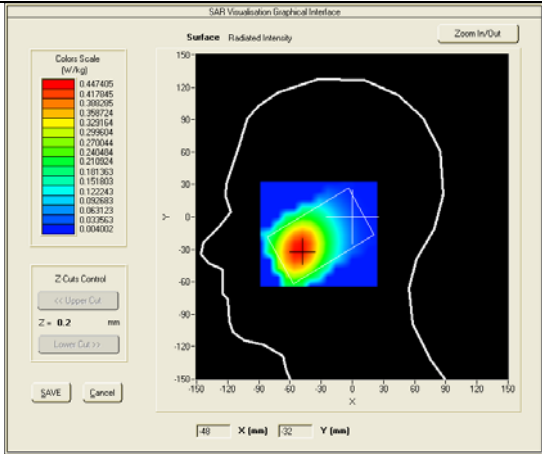 SAR Visualisation Graphical Interface
Surface Radiated Intensity
Zoom In/Out
Colors Scale
(W/kg)
0.447405
0.417845
0.388285
0.358724
0.329164
0.299604
0.270044
0.240484
0.210924
0.181363
0.151803
0.122243
0.092683
0.063123
0.033563
0.004002
150
120
90
60
30
0
-30
-60
-90
-120
-150
Y
-150 -120 -90 -60 -30 0 30 60 90 120 150
X
Z Cuts Control
<< Upper Cut
Z = 0.2 mm
Lower Cut >>
SAVE Cancel
-48 X (mm) -32 Y (mm)